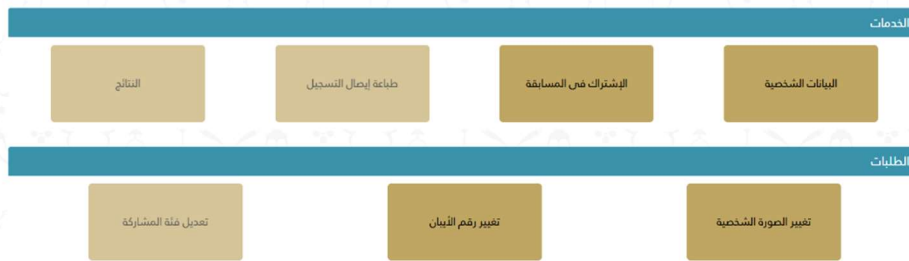 الخدمات
البيانات الشخصية
الإشتراك فى المسابقة
طباعة إيصال التسجيل
النتائج
الطلبات
تغيير الصورة الشخصية
تغيير رقم الأيبان
تعديل فئة المشاركة